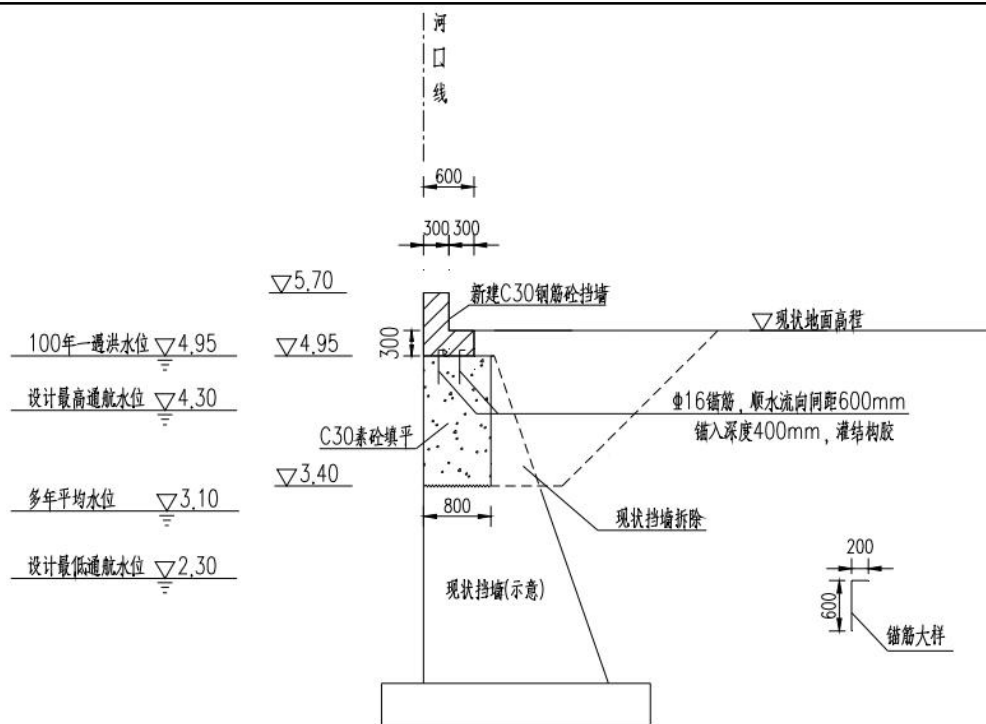 河
口
线
600
300 300
▽5.70
新建C30钢筋砼挡墙
▽现状地面高程
300
100年一遇洪水位 ▽4.95
▽4.95
设计最高通航水位 ▽4.30
Φ16锚筋，顺水流向间距600mm
锚入深度400mm，灌结构胶
C30素砼填平
▽3.40
多年平均水位 ▽3.10
800
现状挡墙拆除
设计最低通航水位 ▽2.30
现状挡墙(示意)
200
600
锚筋大样